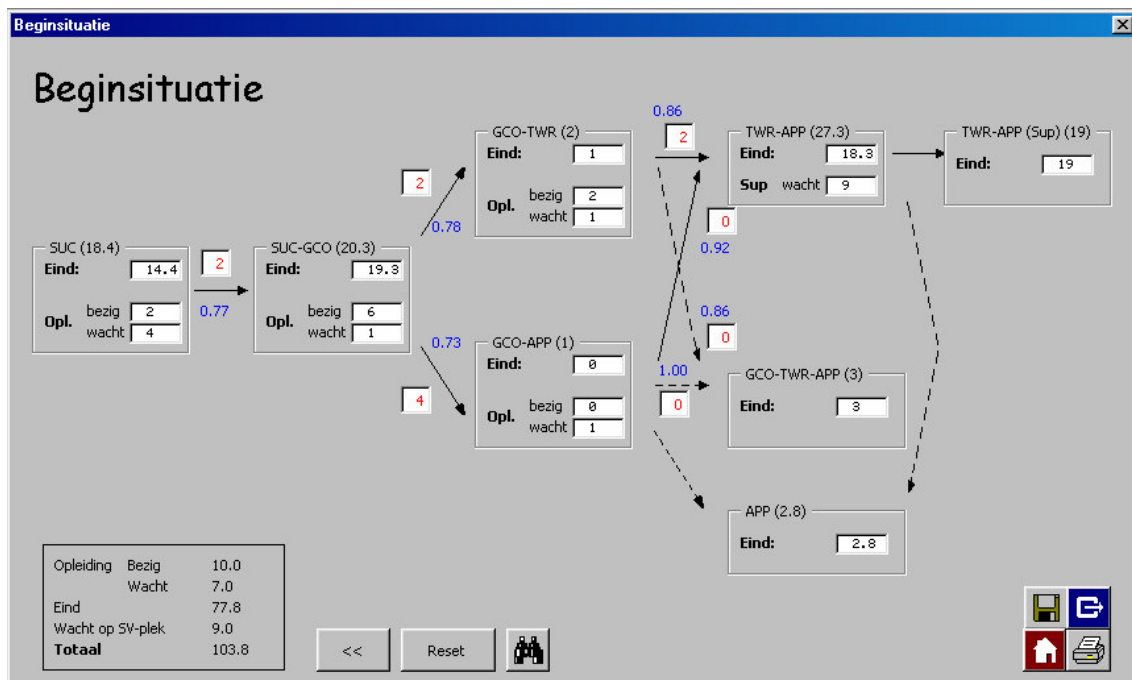 Beginsituatie
Beginsituatie
SUC (18.4)
Eind: 14.4
Opl. bezig 2
wacht 4
2
0.77
SUC-GCO (20.3)
Eind: 19.3
Opl. bezig 6
wacht 1
2
0.78
0.73
4
GCO-TWR (2)
Eind: 1
Opl. bezig 2
wacht 1
GCO-APP (1)
Eind: 0
Opl. bezig 0
wacht 1
0.86
2
0
0.92
0.86
0
1.00
0
TWR-APP (27.3)
Eind: 18.3
Sup wacht 9
TWR-APP (Sup) (19)
Eind: 19
GCO-TWR-APP (3)
Eind: 3
APP (2.8)
Eind: 2.8
Opleiding Bezig 10.0
Wacht 7.0
Eind 77.8
Wacht op SV-plek 9.0
Totaal 103.8
<<
Reset